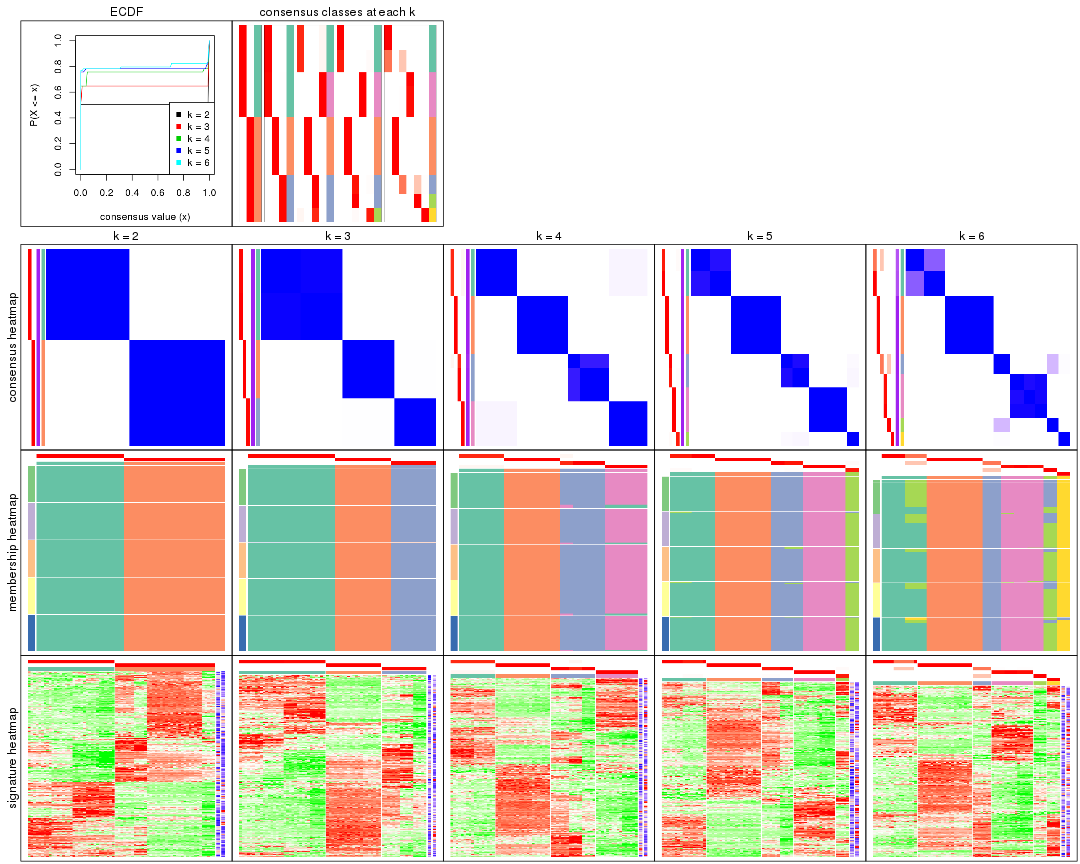 ECDF
consensus classes at each k
P(X <= x)
0.0 0.2 0.4 0.6 0.8 1.0
k = 2
k = 3
k = 4
k = 5
k = 6
0.0 0.2 0.4 0.6 0.8 1.0
consensus value (x)
k = 2
k = 3
k = 4
k = 5
k = 6
consensus heatmap
membership heatmap
signature heatmap